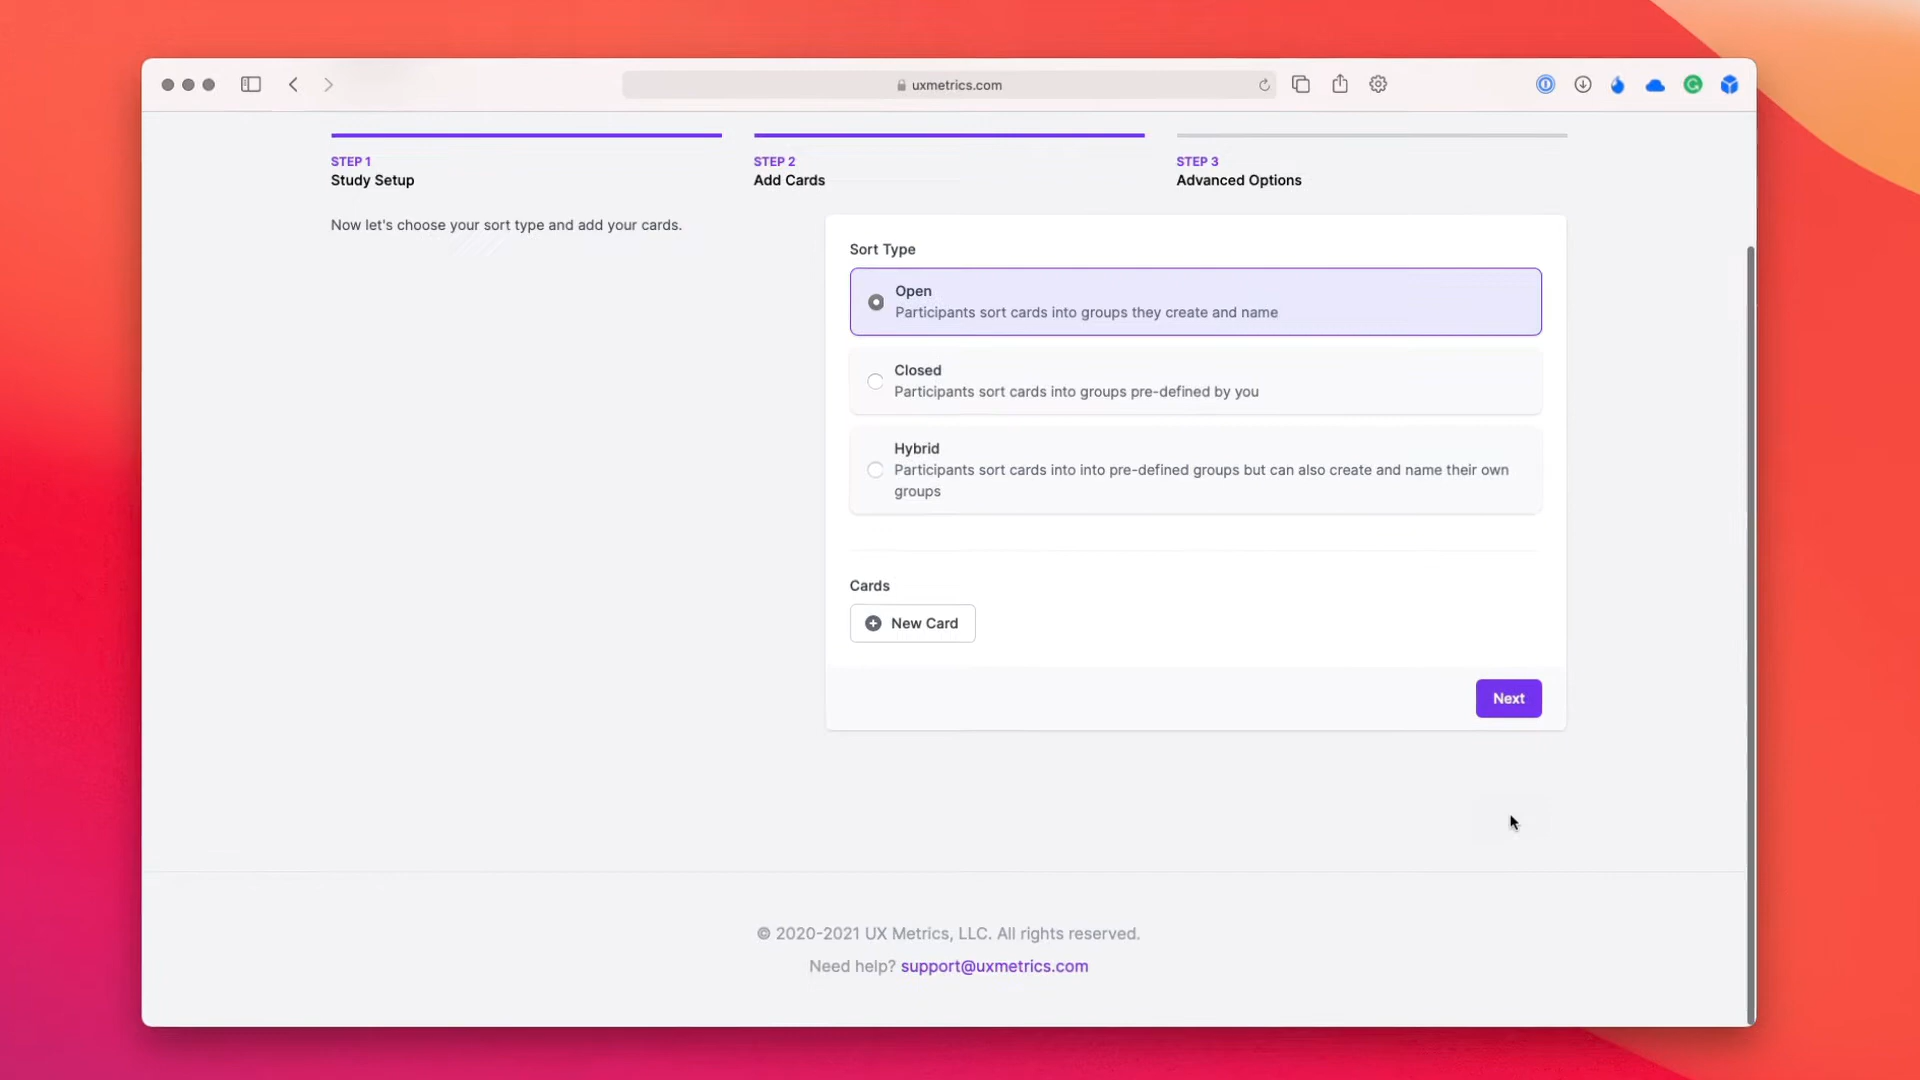 uxmetrics.com
STEP 1
Study Setup
STEP 2
Add Cards
STEP 3
Advanced Options
Now let's choose your sort type and add your cards.
Sort Type
Open
Participants sort cards into groups they create and name
Closed
Participants sort cards into groups pre-defined by you
Hybrid
Participants sort cards into into pre-defined groups but can also create and name their own
groups
Cards
New Card
Next
© 2020-2021 UX Metrics, LLC. All rights reserved.
Need help? support@uxmetrics.com